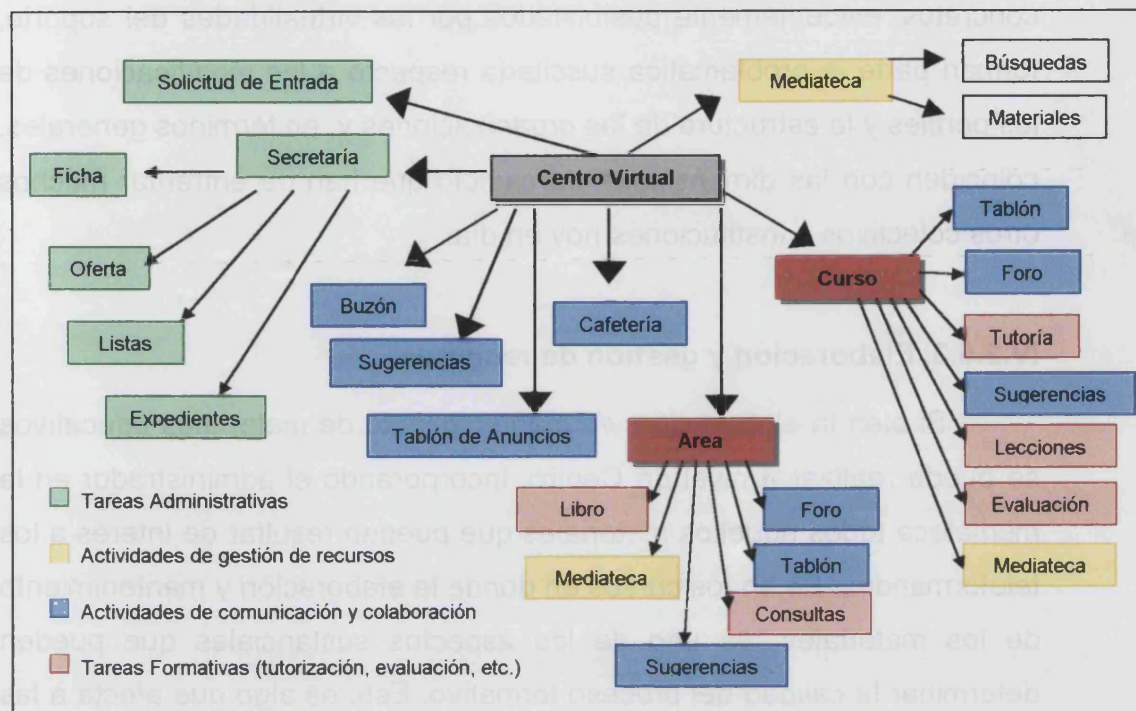 Búsquedas
Mediateca
Solicitud de Entrada
Materiales
Secretaría
Ficha
Centro Virtual
Tablón
Oferta
Curso
Foro
Buzón
Cafetería
Listas
Tutoría
Sugerencias
Sugerencias
Expedientes
Tablón de Anuncios
Area
Lecciones
Tareas Administrativas
Libro
Foro
Evaluación
Actividades de gestión de recursos
Mediateca
Tablón
Mediateca
Actividades de comunicación y colaboración
Consultas
Tareas Formativas (tutorización, evaluación, etc.)
Sugerencias